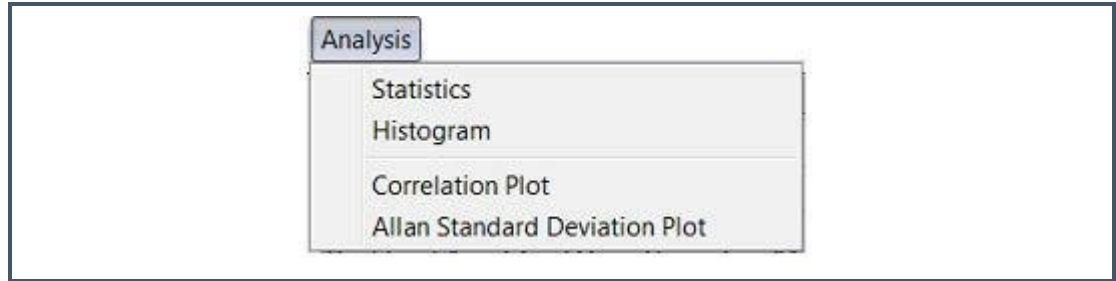 Analysis
Statistics
Histogram
Correlation Plot
Allan Standard Deviation Plot